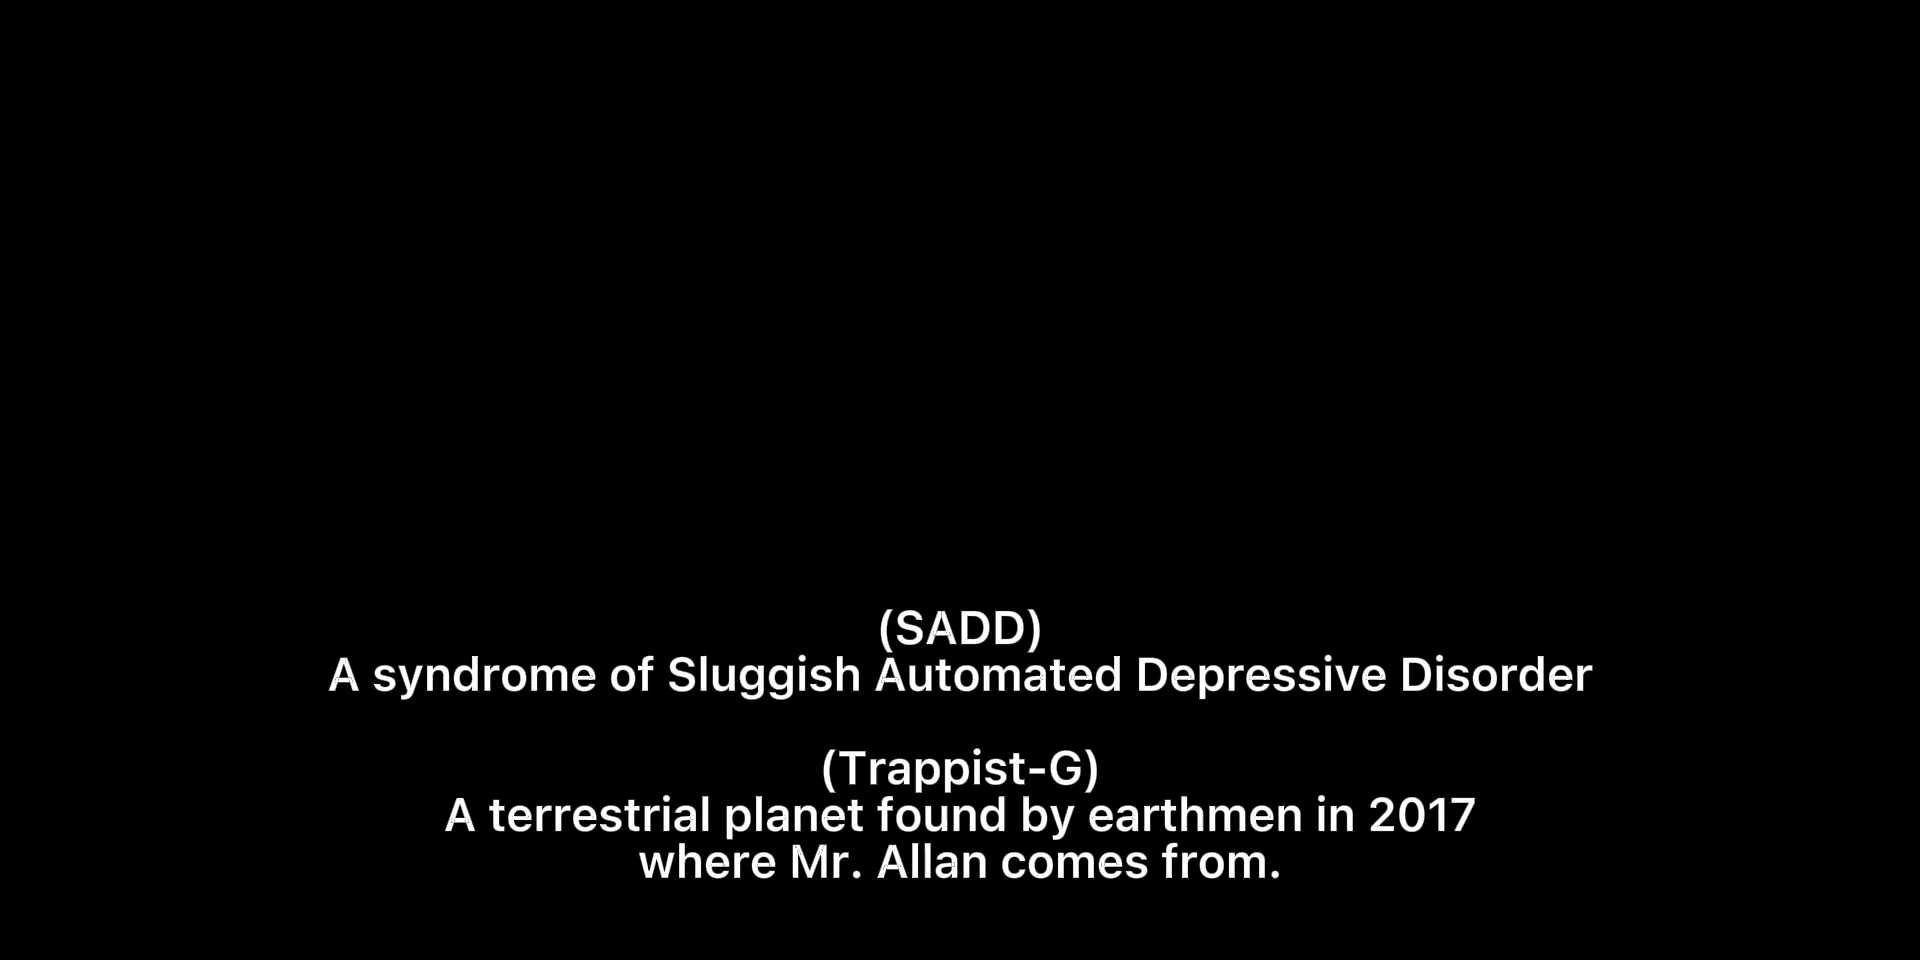 (SADD)
A syndrome of Sluggish Automated Depressive Disorder
(Trappist-G)
A terrestrial planet found by earthmen in 2017
where Mr. Allan comes from.